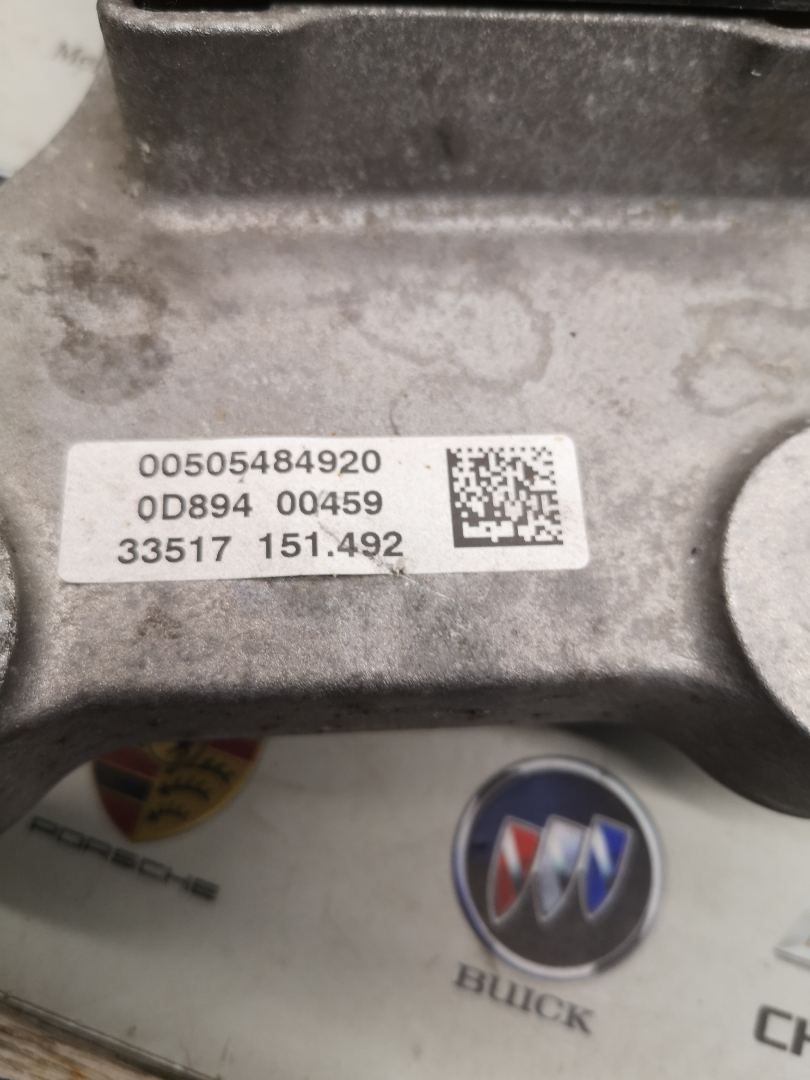 00505484920
0D894 00459
33517 151.492
PORSCHE
BUICK